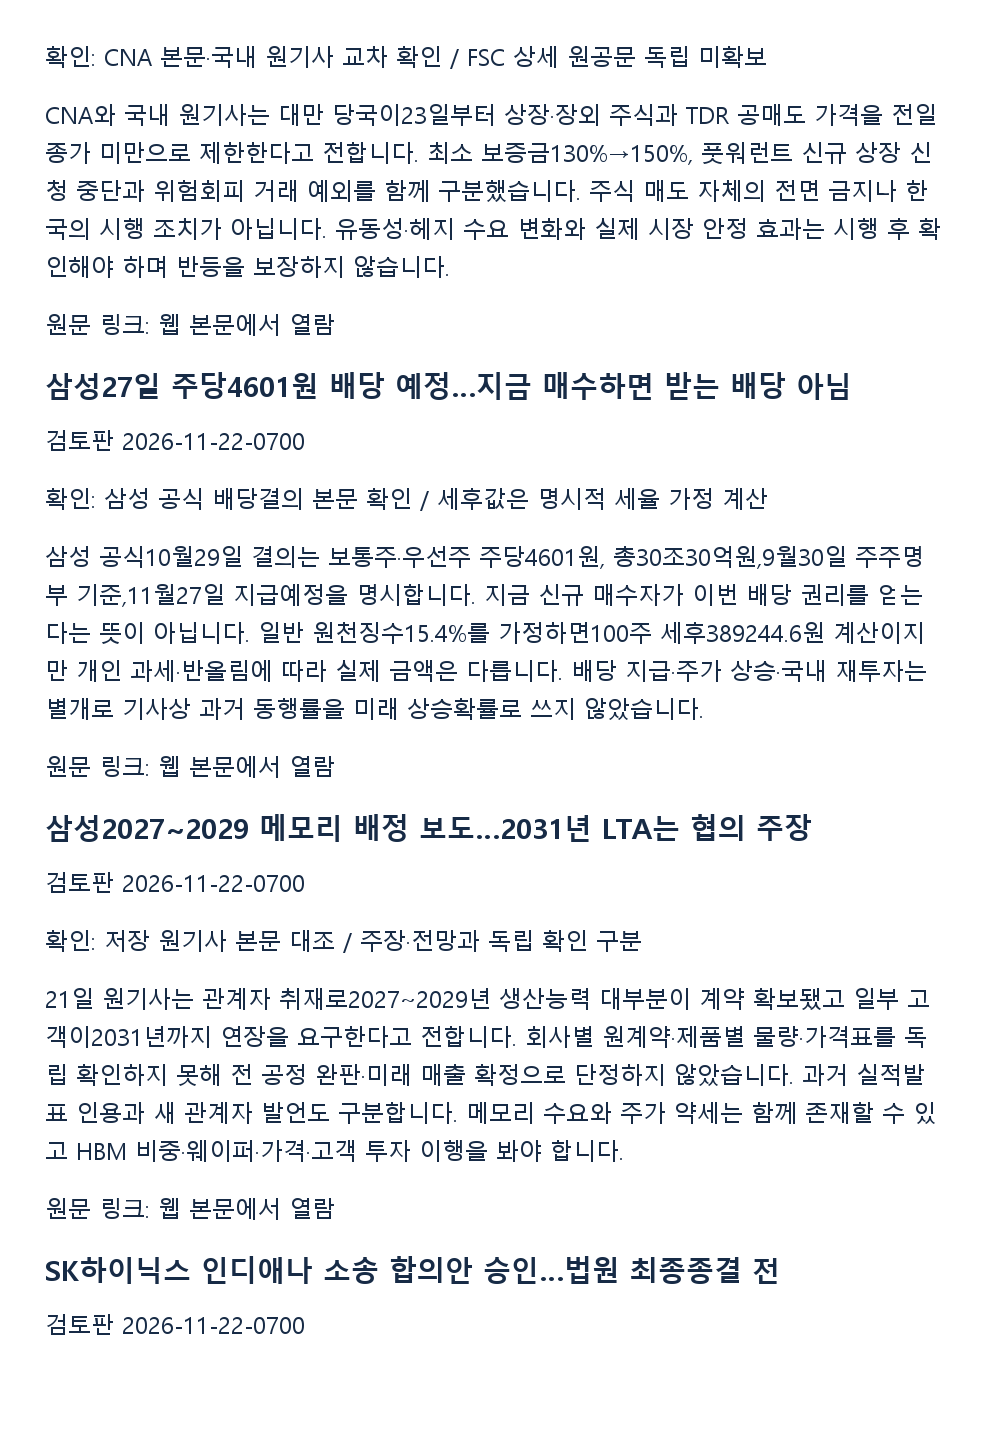 확인: CNA 본문·국내 원기사 교차 확인 / FSC 상세 원공문 독립 미확보
CNA와 국내 원기사는 대만 당국이23일부터 상장·장외 주식과 TDR 공매도 가격을 전일
종가 미만으로 제한한다고 전합니다. 최소 보증금130%→150%, 풋워런트 신규 상장 신
청 중단과 위험회피 거래 예외를 함께 구분했습니다. 주식 매도 자체의 전면 금지나 한
국의 시행 조치가 아닙니다. 유동성·헤지 수요 변화와 실제 시장 안정 효과는 시행 후 확
인해야 하며 반등을 보장하지 않습니다.
원문 링크: 웹 본문에서 열람
삼성27일 주당4601원 배당 예정...지금 매수하면 받는 배당 아님
검토판 2026-11-22-0700
확인: 삼성 공식 배당결의 본문 확인 / 세후값은 명시적 세율 가정 계산
삼성 공식10월29일 결의는 보통주·우선주 주당4601원, 총30조30억원,9월30일 주주명
부 기준,11월27일 지급예정을 명시합니다. 지금 신규 매수자가 이번 배당 권리를 얻는
다는 뜻이 아닙니다. 일반 원천징수15.4%를 가정하면100주 세후389244.6원 계산이지
만 개인 과세·반올림에 따라 실제 금액은 다릅니다. 배당 지급·주가 상승·국내 재투자는
별개로 기사상 과거 동행률을 미래 상승확률로 쓰지 않았습니다.
원문 링크: 웹 본문에서 열람
삼성2027~2029 메모리 배정 보도...2031년 LTA는 협의 주장
검토판 2026-11-22-0700
확인: 저장 원기사 본문 대조 / 주장·전망과 독립 확인 구분
21일 원기사는 관계자 취재로2027~2029년 생산능력 대부분이 계약 확보됐고 일부 고
객이2031년까지 연장을 요구한다고 전합니다. 회사별 원계약·제품별 물량·가격표를 독
립 확인하지 못해 전 공정 완판·미래 매출 확정으로 단정하지 않았습니다. 과거 실적발
표 인용과 새 관계자 발언도 구분합니다. 메모리 수요와 주가 약세는 함께 존재할 수 있
고 HBM 비중·웨이퍼·가격·고객 투자 이행을 봐야 합니다.
원문 링크: 웹 본문에서 열람
SK하이닉스 인디애나 소송 합의안 승인...법원 최종종결 전
검토판 2026-11-22-0700